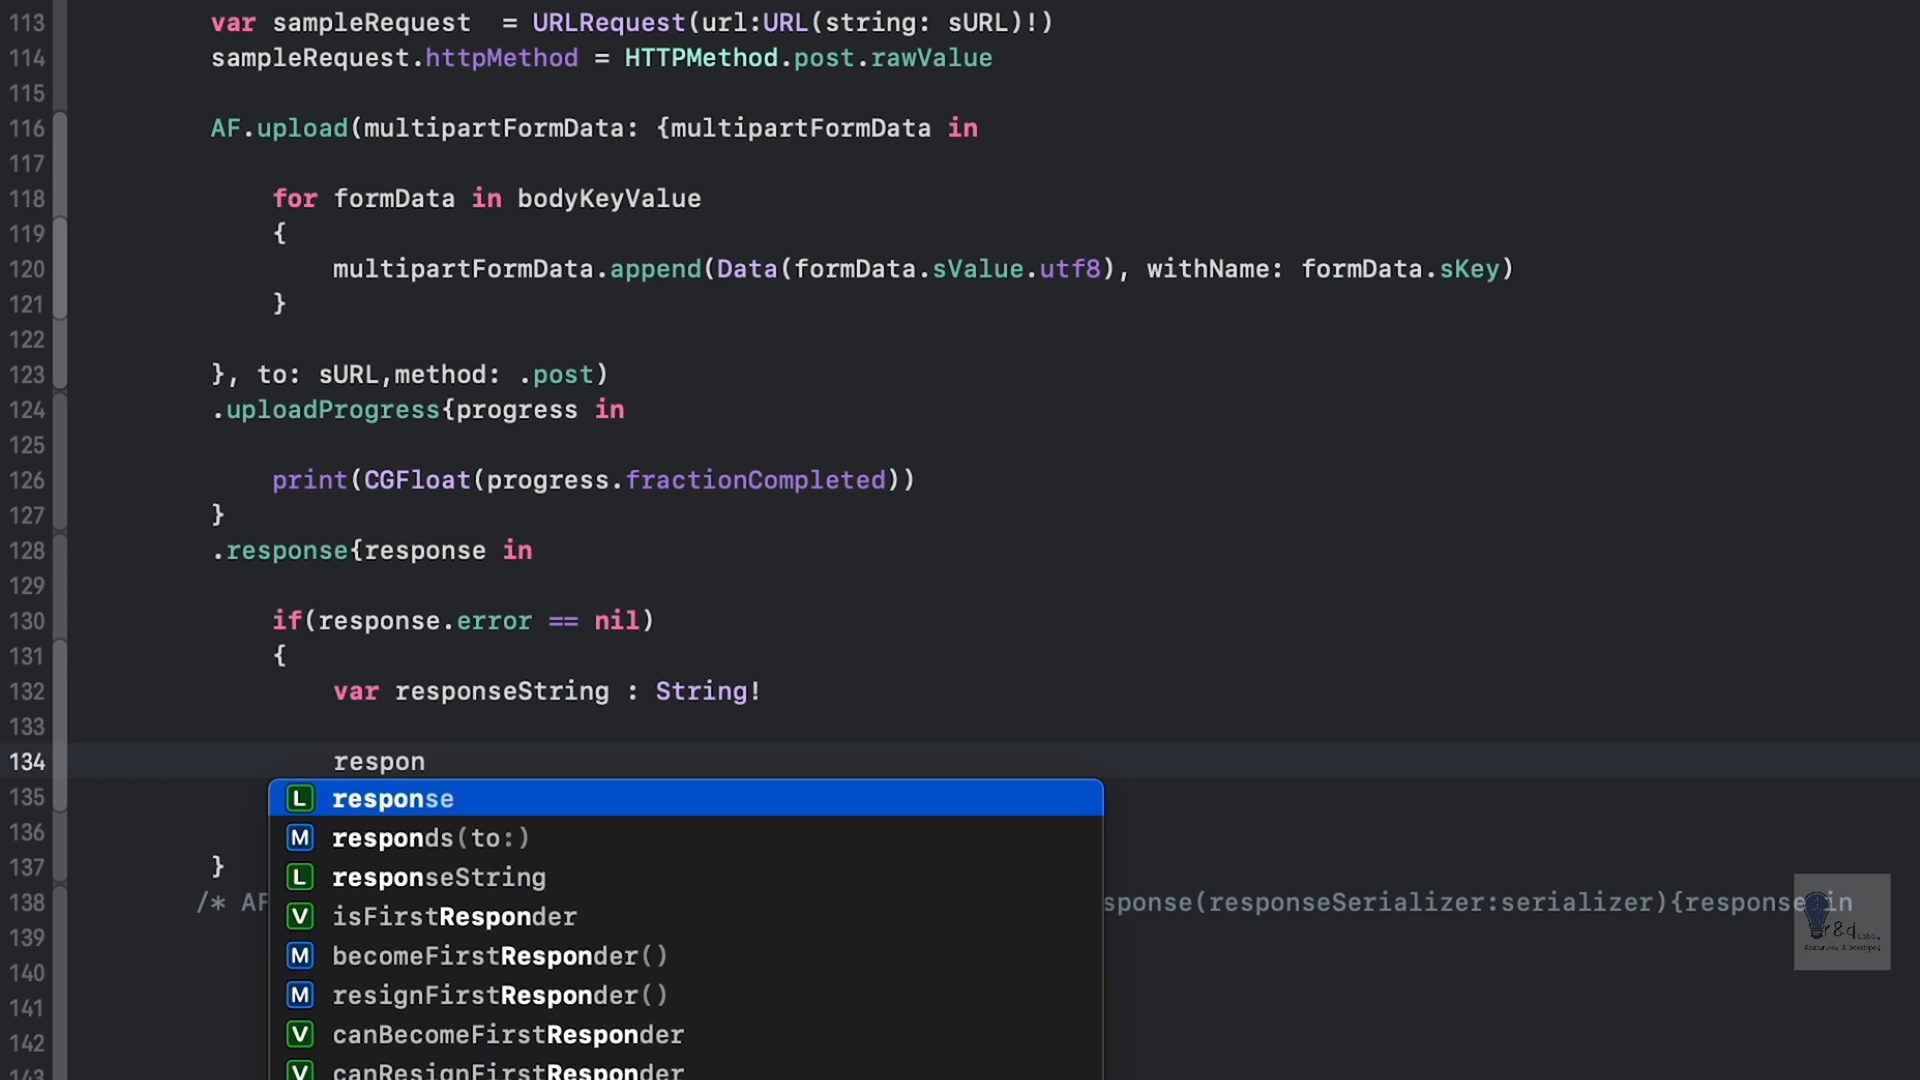 113 var sampleRequest  = URLRequest(url:URL(string: sURL)!)
114 sampleRequest.httpMethod = HTTPMethod.post.rawValue
115
116 AF.upload(multipartFormData: {multipartFormData in
117
118 for formData in bodyKeyValue
119 {
120 multipartFormData.append(Data(formData.sValue.utf8), withName: formData.sKey)
121 }
122
123 }, to: sURL,method: .post)
124 .uploadProgress{progress in
125
126 print(CGFloat(progress.fractionCompleted))
127 }
128 .response{response in
129
130 if(response.error == nil)
131 {
132 var responseString : String!
133
134 respon
135 L response
136 M responds(to:)
L responseString
137 }
138 /* AF sponse(responseSerializer:serializer){response in
V isFirstResponder
139
M becomeFirstResponder()
140
M resignFirstResponder()
141
V canBecomeFirstResponder
142
V canResignFirstResponder
143
r&d Labs.
Researching & Developed